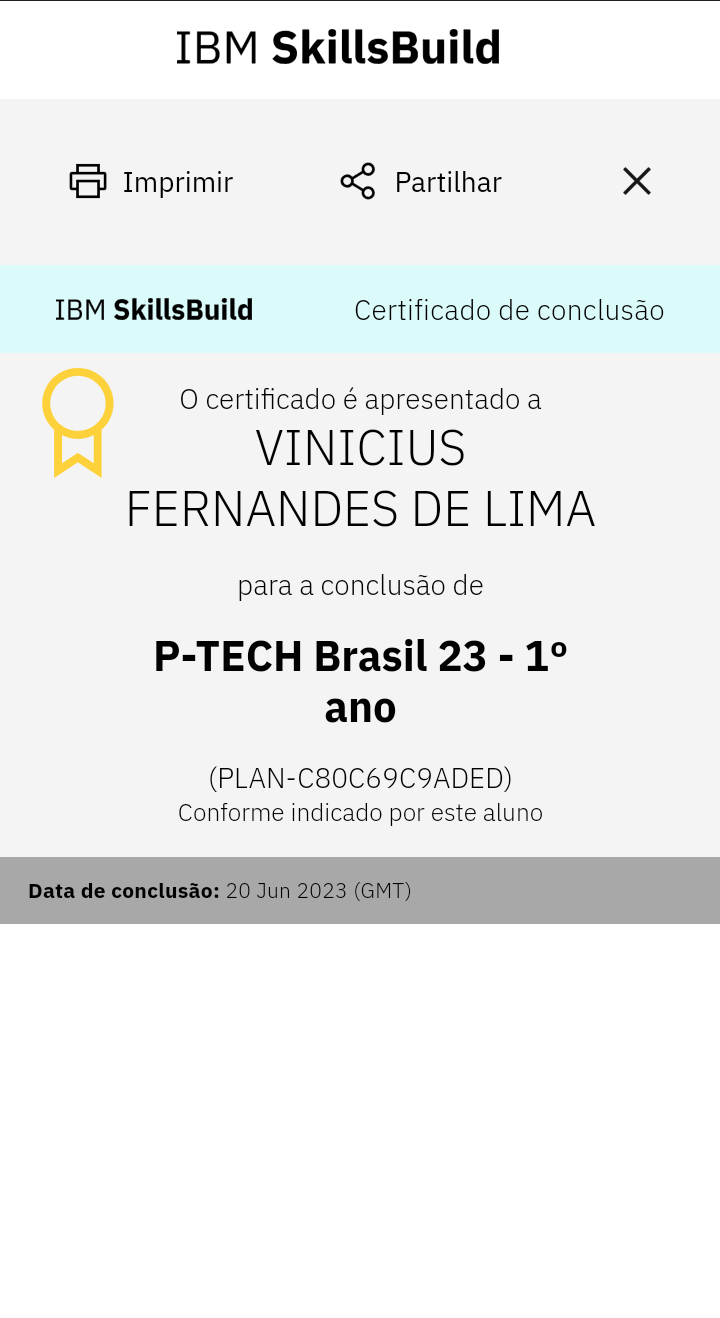 IBM SkillsBuild
Imprimir
Partilhar
IBM SkillsBuild
Certificado de conclusão
O certificado é apresentado a
VINICIUS
FERNANDES DE LIMA
para a conclusão de
P-TECH Brasil 23 - 1º
ano
(PLAN-C80C69C9ADED)
Conforme indicado por este aluno
Data de conclusão: 20 Jun 2023 (GMT)